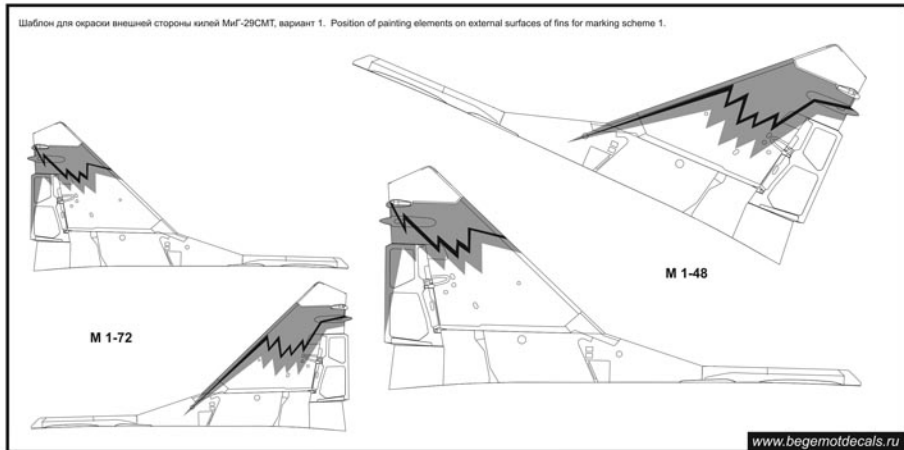 Шаблон для окраски внешней стороны килей МиГ-29СМТ, вариант 1. Position of painting elements on external surfaces of fins for marking scheme 1.
М 1-48
М 1-72
www.begemotdecals.ru